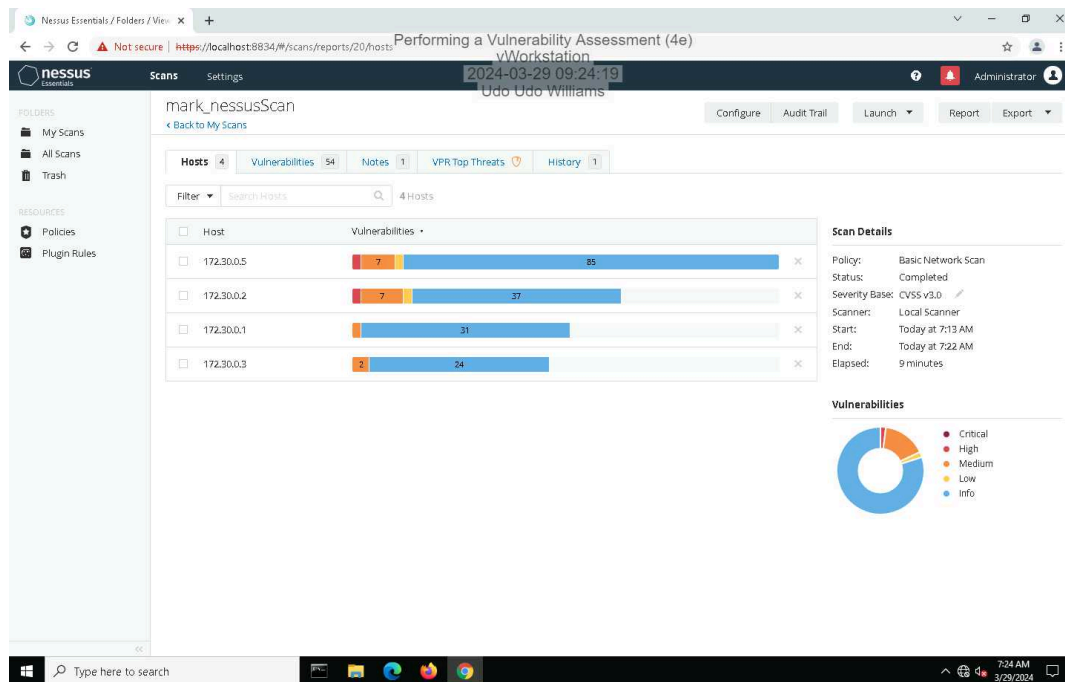 Nessus Essentials / Folders / View
Not secure | https://localhost:8834/#/scans/reports/20/hosts
Performing a Vulnerability Assessment (4e)
vWorkstation
2024-03-29 09:24:19
Udo Udo Williams
nessus
Essentials
Scans Settings
Administrator
FOLDERS
My Scans
All Scans
Trash
RESOURCES
Policies
Plugin Rules
mark_nessusScan
Back to My Scans
Configure Audit Trail Launch Report Export
Hosts 4 Vulnerabilities 54 Notes 1 VPR Top Threats History 1
Filter Search Hosts 4 Hosts
Host Vulnerabilities
172.30.0.5 7 85
172.30.0.2 7 37
172.30.0.1 31
172.30.0.3 2 24
Scan Details
Policy: Basic Network Scan
Status: Completed
Severity Base: CVSS v3.0
Scanner: Local Scanner
Start: Today at 7:13 AM
End: Today at 7:22 AM
Elapsed: 9 minutes
Vulnerabilities
Critical
High
Medium
Low
Info
Type here to search
7:24 AM
3/29/2024